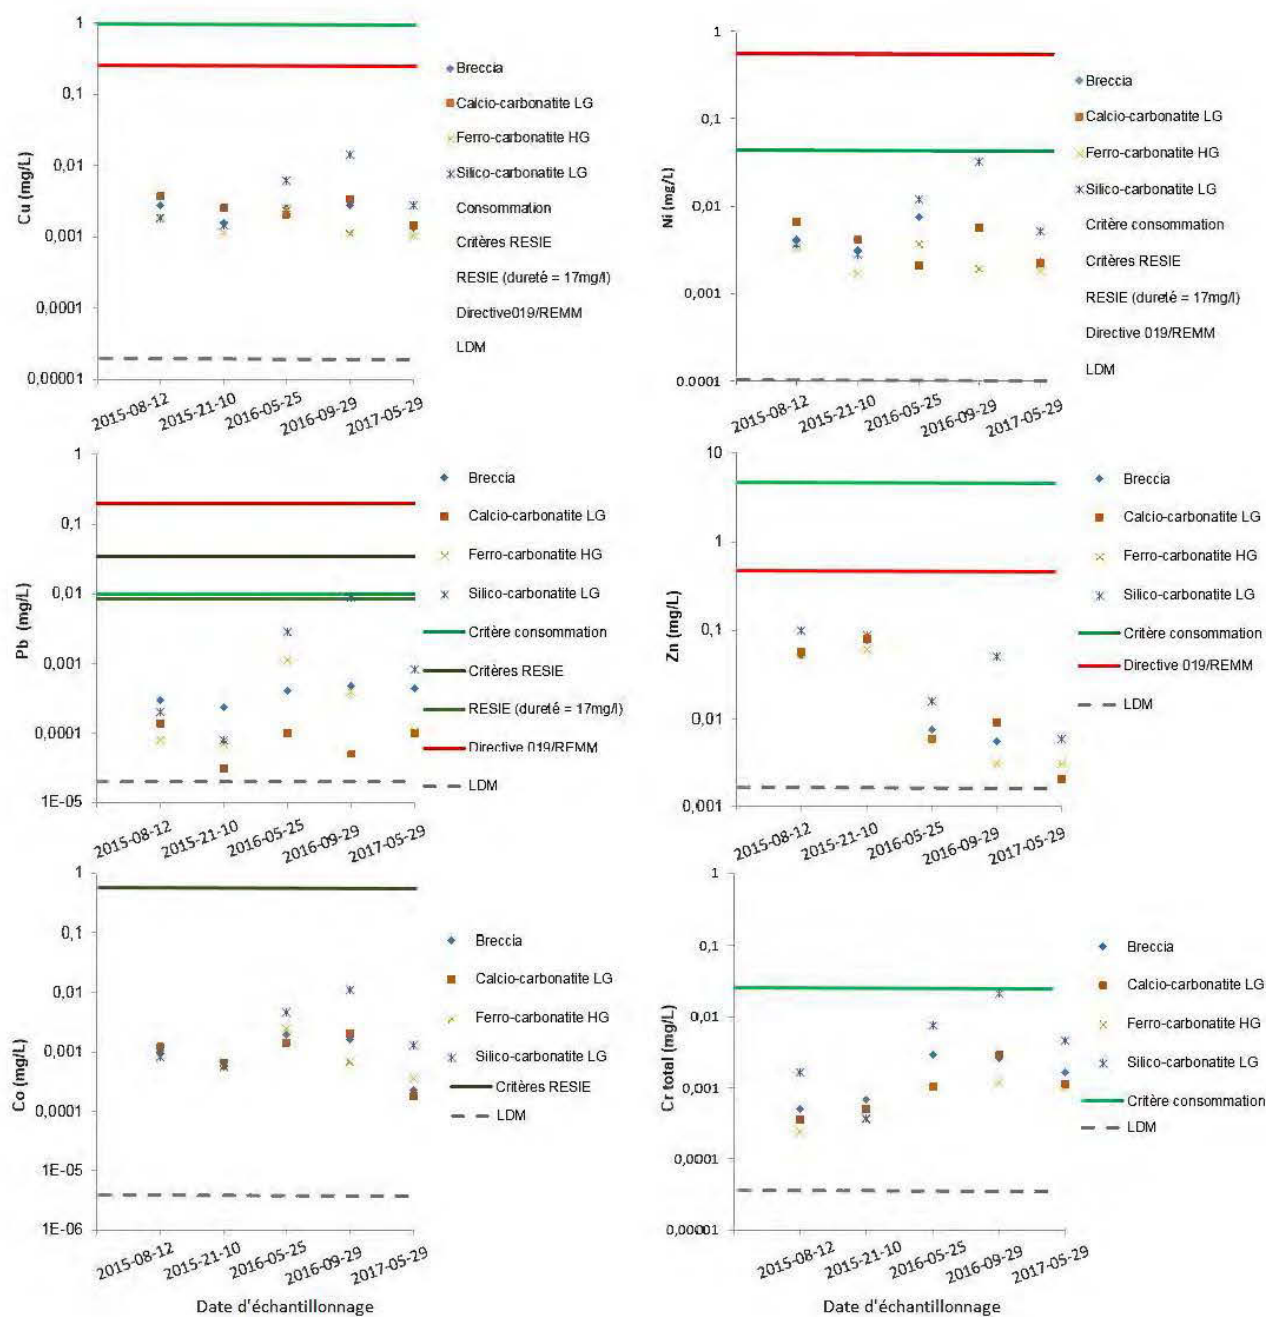 1
0,1
0,01
0,001
0,0001
0,00001
Cu (mg/L)
2015-08-12
2015-21-10
2016-05-25
2016-09-29
2017-05-29
Breccia
Calcio-carbonatite LG
Ferro-carbonatite HG
Silico-carbonatite LG
Consommation
Critères RESIE
RESIE (dureté = 17mg/l)
Directive019/REMM
LDM
1
0,1
0,01
0,001
0.0001
Ni (mg/L)
2015-08-12
2015-21-10
2016-05-25
2016-09-29
2017-05-29
Breccia
Calcio-carbonatite LG
Ferro-carbonatite HG
Silico-carbonatite LG
Critère consommation
Critères RESIE
RESIE (dureté = 17mg/l)
Directive 019/REMM
LDM
1
0,1
0,01
0,001
0,0001
1E-05
Pb (mg/L)
2015-08-12
2015-21-10
2016-05-25
2016-09-29
2017-05-29
Breccia
Calcio-carbonatite LG
Ferro-carbonatite HG
Silico-carbonatite LG
Critère consommation
Critères RESIE
RESIE (dureté = 17mg/l)
Directive 019/REMM
LDM
10
1
0,1
0,01
0,001
Zn (mg/L)
2015-08-12
2015-21-10
2016-05-25
2016-09-29
2017-05-29
Breccia
Calcio-carbonatite LG
Ferro-carbonatite HG
Silico-carbonatite LG
Critère consommation
Directive 019/REMM
LDM
1
0,1
0,01
0,001
0,0001
1E-05
1E-06
Co (mg/L)
2015-08-12
2015-21-10
2016-05-25
2016-09-29
2017-05-29
Date d'échantillonnage
Breccia
Calcio-carbonatite LG
Ferro-carbonatite HG
Silico-carbonatite LG
Critères RESIE
LDM
1
0,1
0,01
0,001
0,0001
0,00001
Cr total (mg/L)
2015-08-12
2015-21-10
2016-05-25
2016-09-29
2017-05-29
Date d'échantillonnage
Breccia
Calcio-carbonatite LG
Ferro-carbonatite HG
Silico-carbonatite LG
Critère consommation
LDM